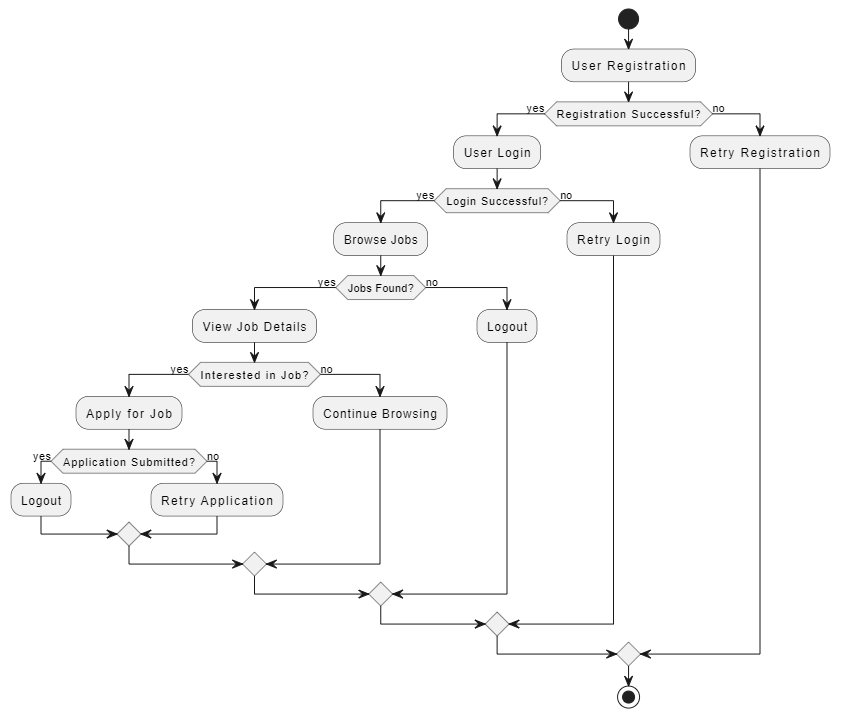 User Registration
yes
Registration Successful?
no
User Login
Retry Registration
yes
Login Successful?
no
Browse Jobs
Retry Login
yes
Jobs Found?
no
View Job Details
Logout
yes
Interested in Job?
no
Apply for Job
Continue Browsing
yes
Application Submitted?
no
Logout
Retry Application